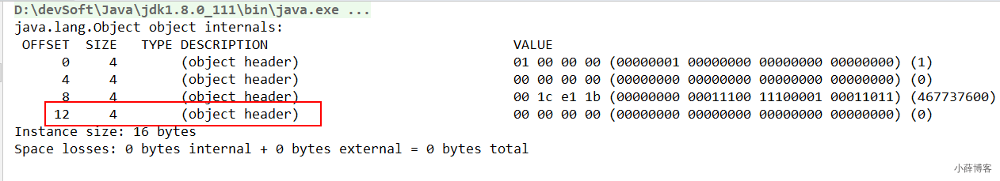 D:\devSoft\Java\jdk1.8.0_111\bin\java.exe ...
java.lang.Object object internals:
OFFSET SIZE TYPE DESCRIPTION VALUE
0 4 (object header) 01 00 00 00 (00000001 00000000 00000000 00000000) (1)
4 4 (object header) 00 00 00 00 (00000000 00000000 00000000 00000000) (0)
8 4 (object header) 00 1c e1 1b (00000000 00011100 11100001 00011011) (467737600)
12 4 (object header) 00 00 00 00 (00000000 00000000 00000000 00000000) (0)
Instance size: 16 bytes
Space losses: 0 bytes internal + 0 bytes external = 0 bytes total
小薛博客